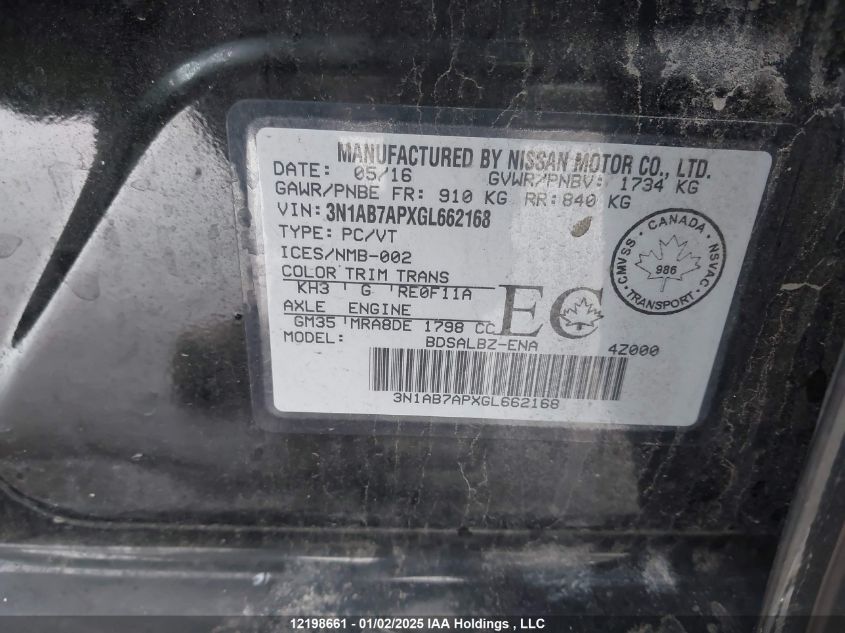 MANUFACTURED BY NISSAN MOTOR CO., LTD.
DATE: 05/16 GVWR/PNBV: 1734 KG
GAWR/PNBE FR: 910 KG RR: 840 KG
VIN: 3N1AB7APXGL662168
TYPE: PC/VT
ICES/NMB-002
COLOR TRIM TRANS
KH3 G RE0F11A
AXLE ENGINE
GM35 MRA8DE 1798 CC
MODEL: BDSALBZ-ENA 4Z000
EC
CMVSS · CANADA · NSVAC
986
TRANSPORT
3N1AB7APXGL662168
12198661 - 01/02/2025 IAA Holdings , LLC